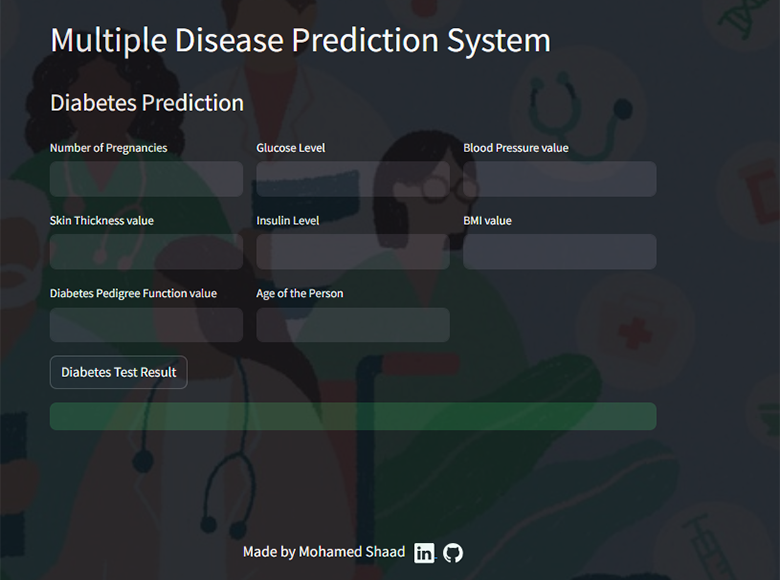 Multiple Disease Prediction System
Diabetes Prediction
Number of Pregnancies Glucose Level Blood Pressure value
Skin Thickness value Insulin Level BMI value
Diabetes Pedigree Function value Age of the Person
Diabetes Test Result
Made by Mohamed Shaad in